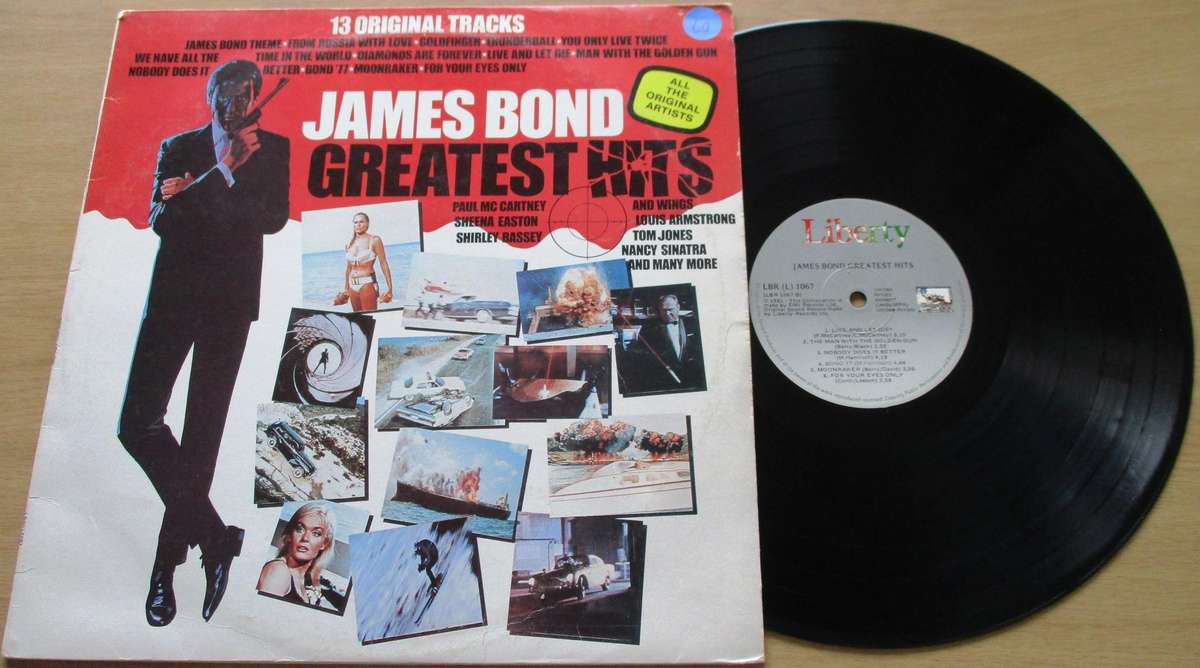 13 ORIGINAL TRACKS
JAMES BOND THEME • FROM RUSSIA WITH LOVE • GOLDFINGER • THUNDERBALL • YOU ONLY LIVE TWICE
WE HAVE ALL THE TIME IN THE WORLD • DIAMONDS ARE FOREVER • LIVE AND LET DIE • MAN WITH THE GOLDEN GUN
NOBODY DOES IT BETTER • BOND '77 • MOONRAKER • FOR YOUR EYES ONLY
ALL
THE
ORIGINAL
ARTISTS
JAMES BOND
GREATEST HITS
PAUL MC CARTNEY AND WINGS
SHEENA EASTON LOUIS ARMSTRONG
SHIRLEY BASSEY TOM JONES
NANCY SINATRA
AND MANY MORE
Liberty
JAMES BOND GREATEST HITS
LBR (L) 1067
(LBR 1067 B)
1. LIVE AND LET DIE
2. THE MAN WITH THE GOLDEN GUN
3. NOBODY DOES IT BETTER
4. BOND 77
5. MOONRAKER (Barry/David)
6. FOR YOUR EYES ONLY